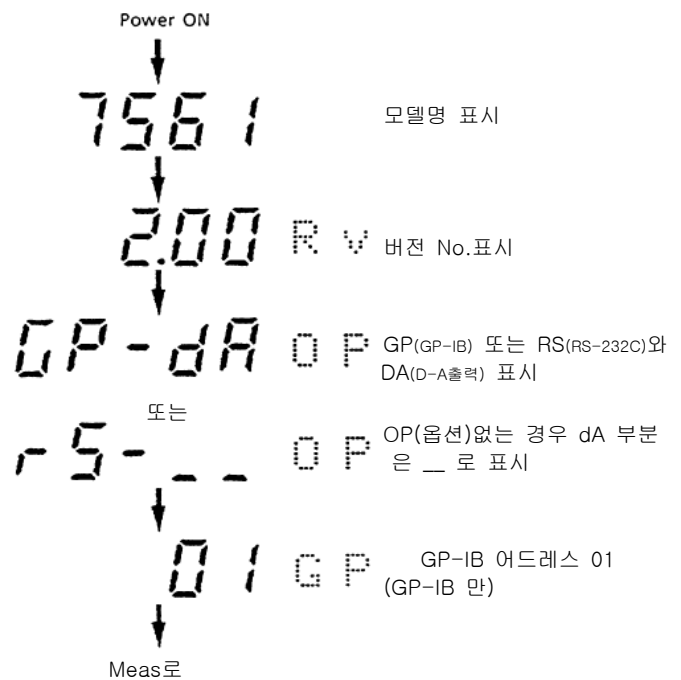 Power ON
7561 모델명 표시
2.00 R v 버전 No.표시
GP-dA O P GP(GP-IB) 또는 RS(RS-232C)와
DA(D-A출력) 표시
또는
rS-_ _ O P OP(옵션)없는 경우 dA 부분
은 __ 로 표시
01 G P GP-IB 어드레스 01
(GP-IB 만)
Meas로